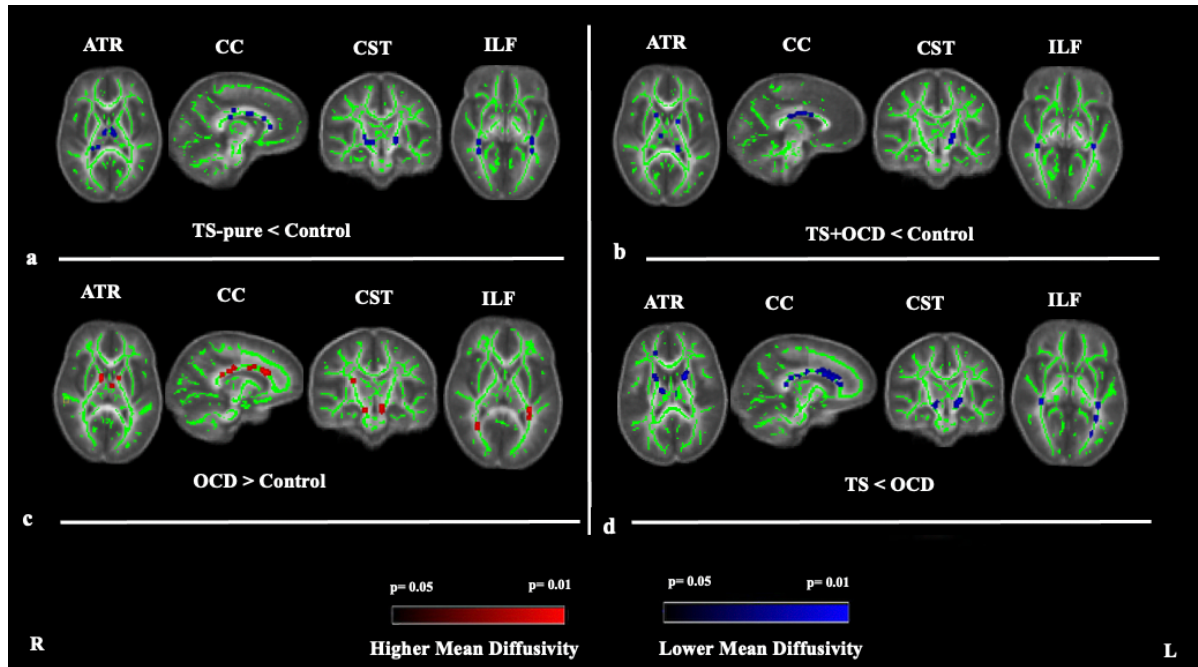 ATR CC CST ILF
TS-pure < Control
a
ATR CC CST ILF
TS+OCD < Control
b
ATR CC CST ILF
OCD > Control
c
ATR CC CST ILF
TS < OCD
d
p= 0.05 p= 0.01
Higher Mean Diffusivity
p= 0.05 p= 0.01
Lower Mean Diffusivity
R
L